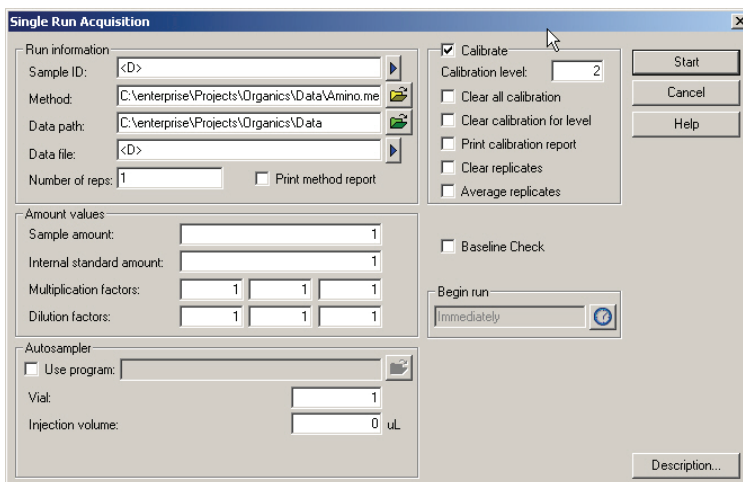 Single Run Acquisition
Run information
Sample ID: <D>
Method: C:\enterprise\Projects\Organics\Data\Amino.me
Data path: C:\enterprise\Projects\Organics\Data
Data file: <D>
Number of reps: 1 Print method report
Amount values
Sample amount: 1
Internal standard amount: 1
Multiplication factors: 1 1 1
Dilution factors: 1 1 1
Autosampler
Use program:
Vial: 1
Injection volume: 0 uL
Calibrate
Calibration level: 2
Clear all calibration
Clear calibration for level
Print calibration report
Clear replicates
Average replicates
Baseline Check
Begin run
Immediately
Start
Cancel
Help
Description...